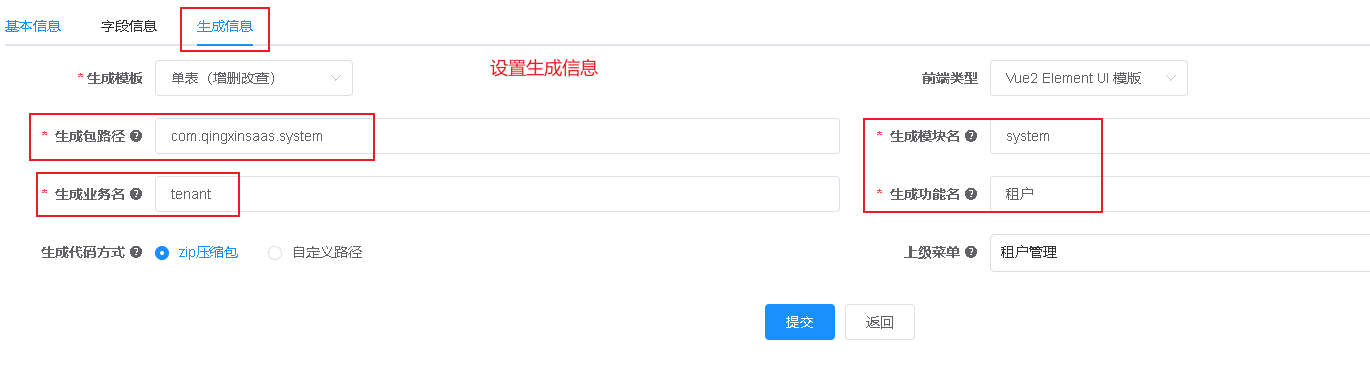 基本信息 字段信息 生成信息
设置生成信息
* 生成模板 单表（增删改查） 前端类型 Vue2 Element UI 模版
* 生成包路径 ? com.qingxinsaas.system * 生成模块名 ? system
* 生成业务名 ? tenant * 生成功能名 ? 租户
生成代码方式 ? zip压缩包 自定义路径 上级菜单 ? 租户管理
提交 返回